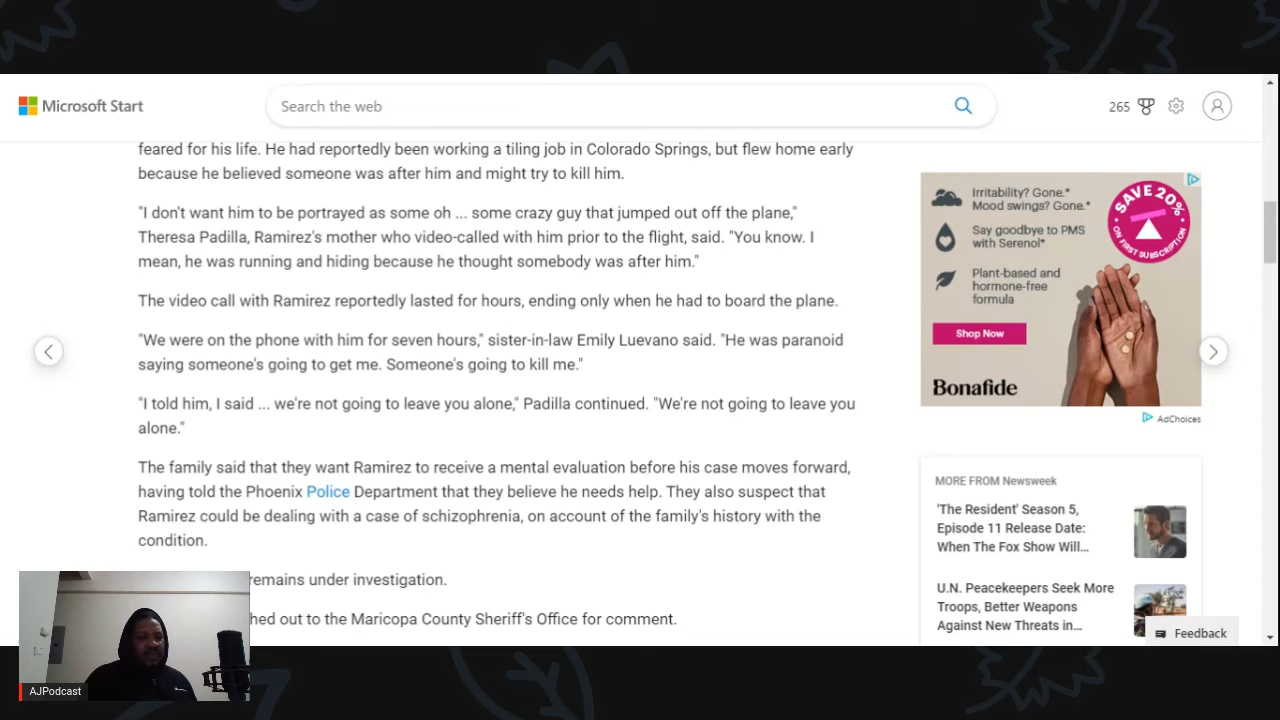 Microsoft Start
Search the web
265
feared for his life. He had reportedly been working a tiling job in Colorado Springs, but flew home early
because he believed someone was after him and might try to kill him.
"I don't want him to be portrayed as some oh ... some crazy guy that jumped out off the plane,"
Theresa Padilla, Ramirez's mother who video-called with him prior to the flight, said. "You know. I
mean, he was running and hiding because he thought somebody was after him."
The video call with Ramirez reportedly lasted for hours, ending only when he had to board the plane.
"We were on the phone with him for seven hours," sister-in-law Emily Luevano said. "He was paranoid
saying someone's going to get me. Someone's going to kill me."
"I told him, I said ... we're not going to leave you alone," Padilla continued. "We're not going to leave you
alone."
The family said that they want Ramirez to receive a mental evaluation before his case moves forward,
having told the Phoenix Police Department that they believe he needs help. They also suspect that
Ramirez could be dealing with a case of schizophrenia, on account of the family's history with the
condition.
remains under investigation.
hed out to the Maricopa County Sheriff's Office for comment.
Irritability? Gone.*
Mood swings? Gone.*
Say goodbye to PMS
with Serenol*
Plant-based and
hormone-free
formula
Shop Now
Bonafide
SAVE 20%
ON FIRST SUBSCRIPTION
AdChoices
MORE FROM Newsweek
'The Resident' Season 5,
Episode 11 Release Date:
When The Fox Show Will...
U.N. Peacekeepers Seek More
Troops, Better Weapons
Against New Threats in...
Feedback
AJPodcast